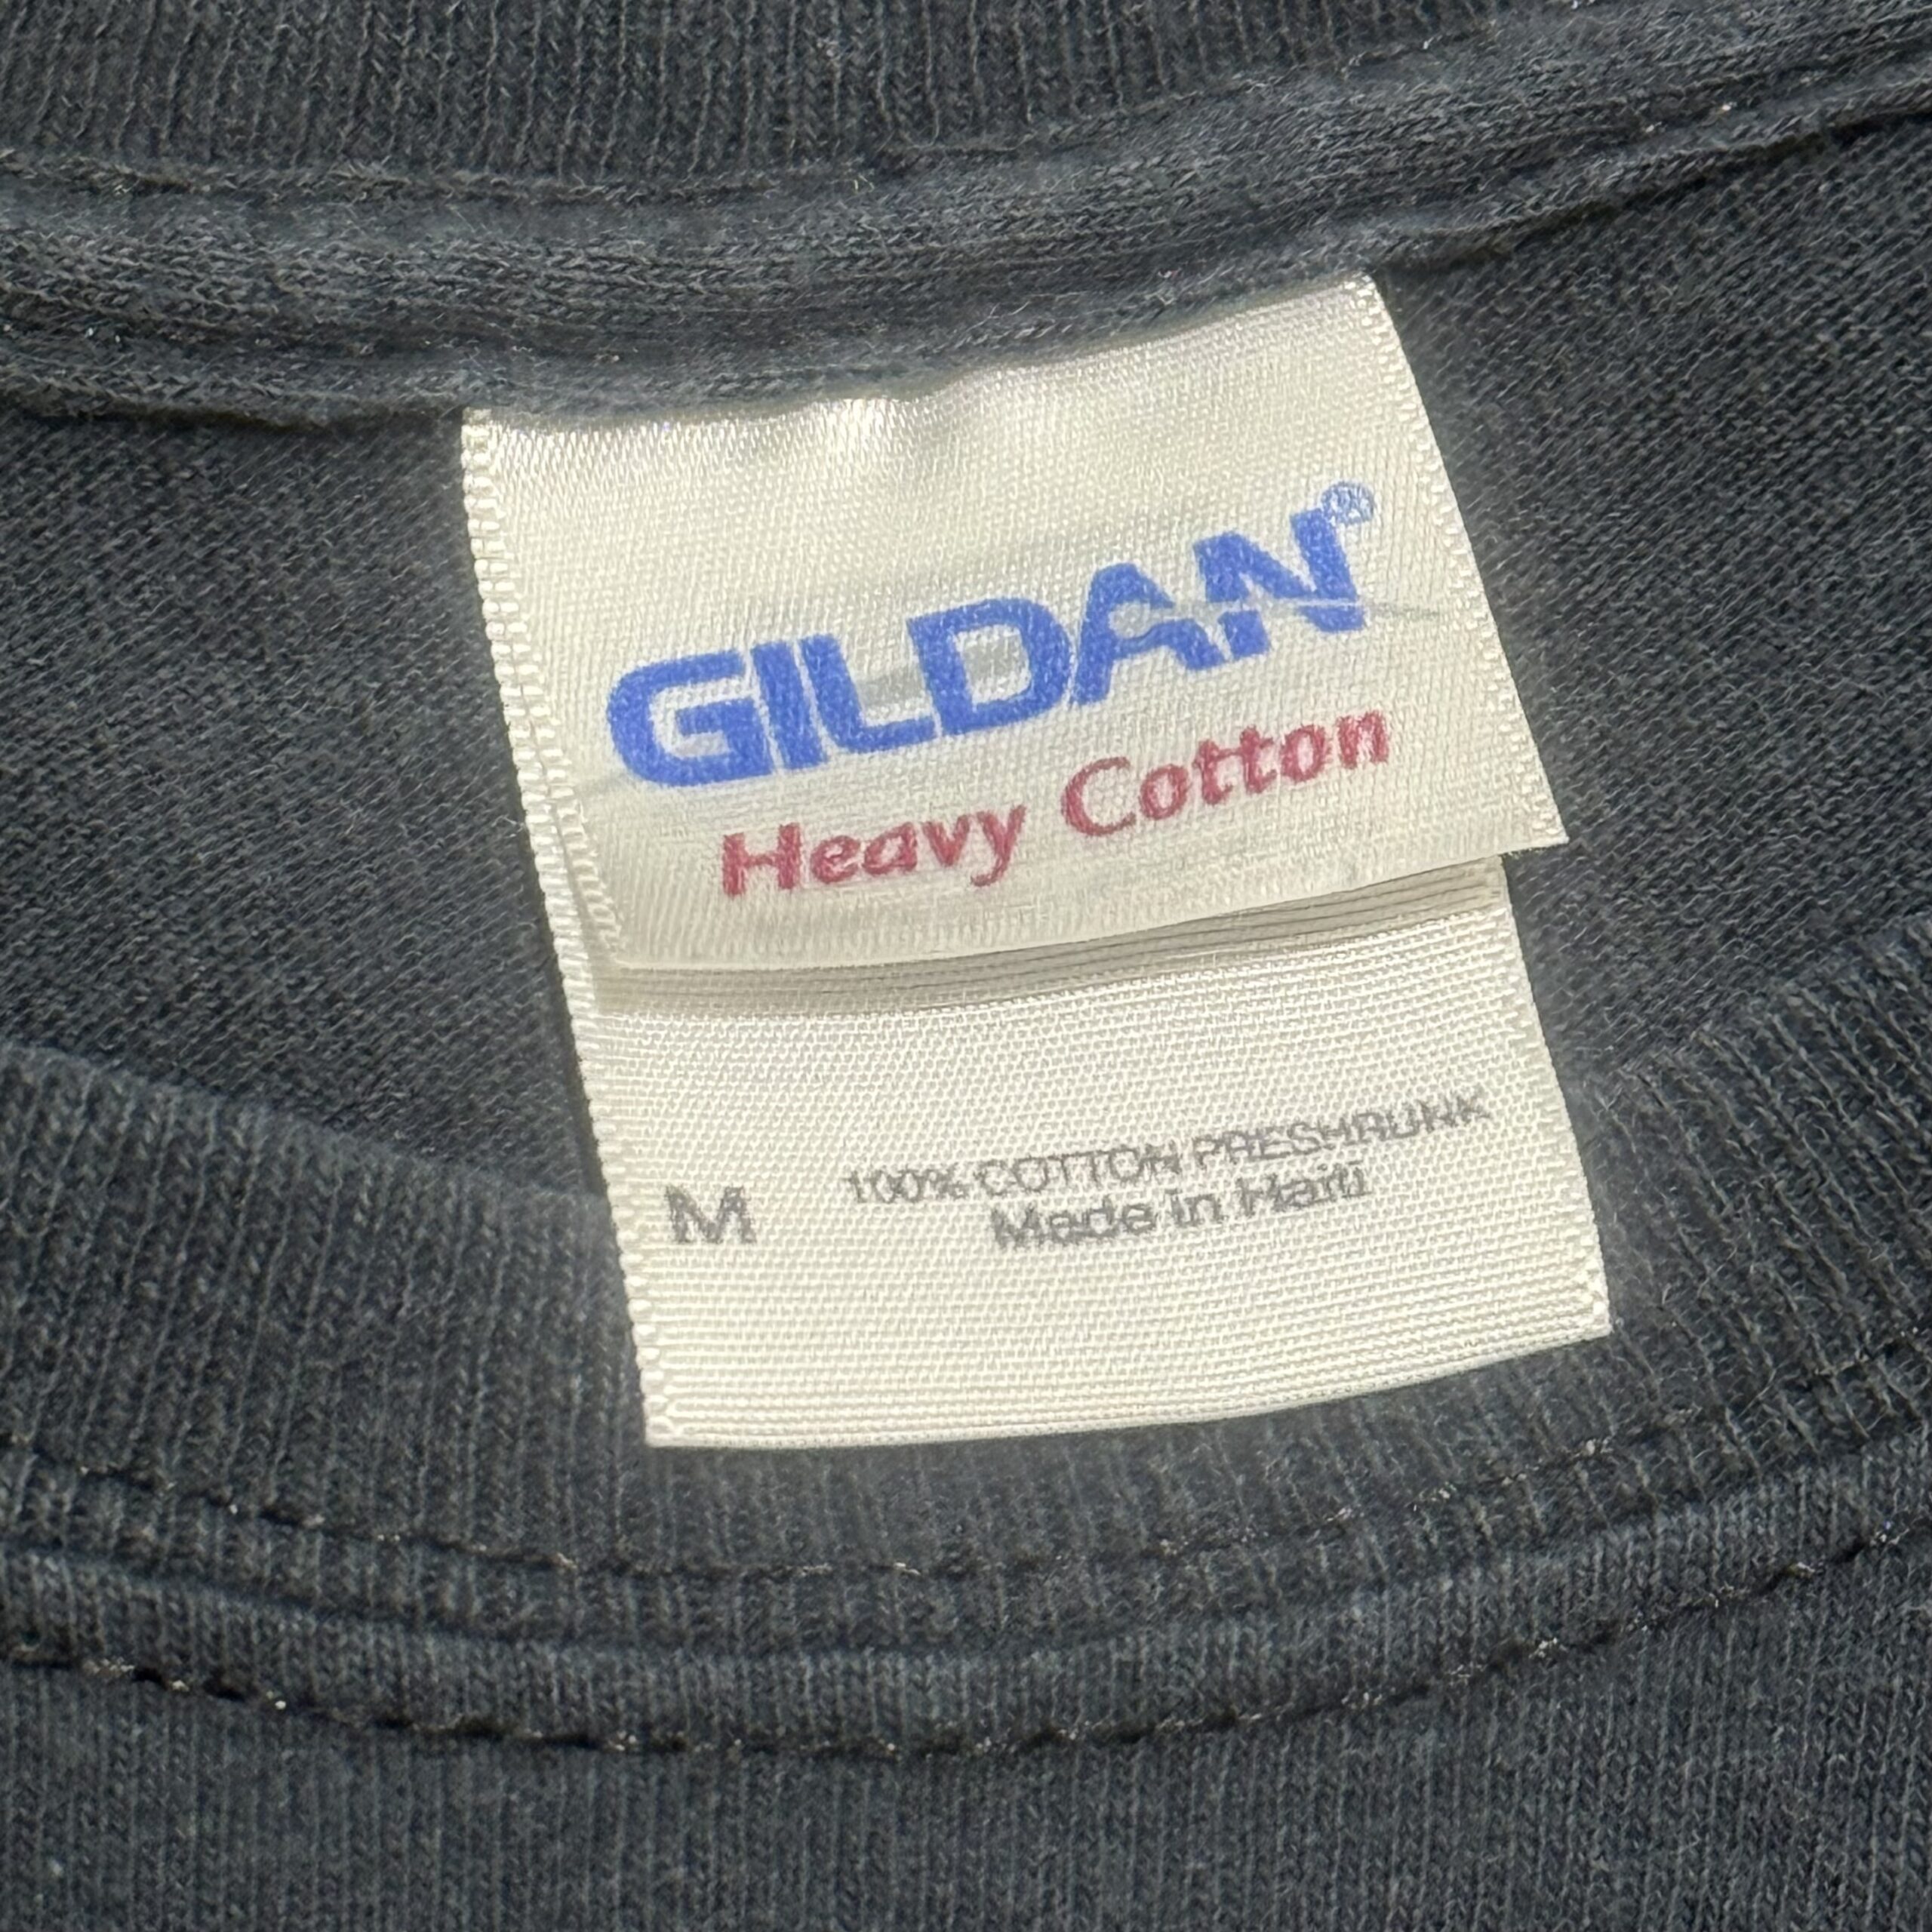 GILDAN®
Heavy Cotton
M
100% COTTON PRESHRUNK
Made in Haiti